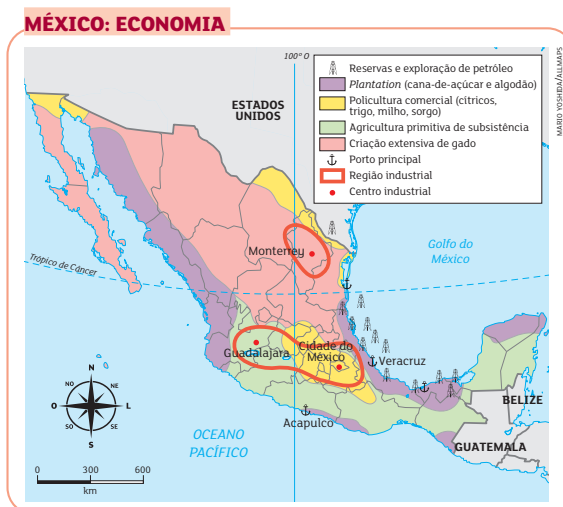 MÉXICO: ECONOMIA
100° O
Reservas e exploração de petróleo
Plantation (cana-de-açúcar e algodão)
Policultura comercial (cítricos,
trigo, milho, sorgo)
Agricultura primitiva de subsistência
Criação extensiva de gado
Porto principal
Região industrial
Centro industrial
MARIO YOSHIDA/ALLMAPS
ESTADOS
UNIDOS
Monterrey
Golfo do
México
Trópico de Câncer
Guadalajara
Cidade do
México
Veracruz
Acapulco
BELIZE
GUATEMALA
OCEANO
PACÍFICO
N
NO
NE
O
L
SO
SE
S
0
300
600
km